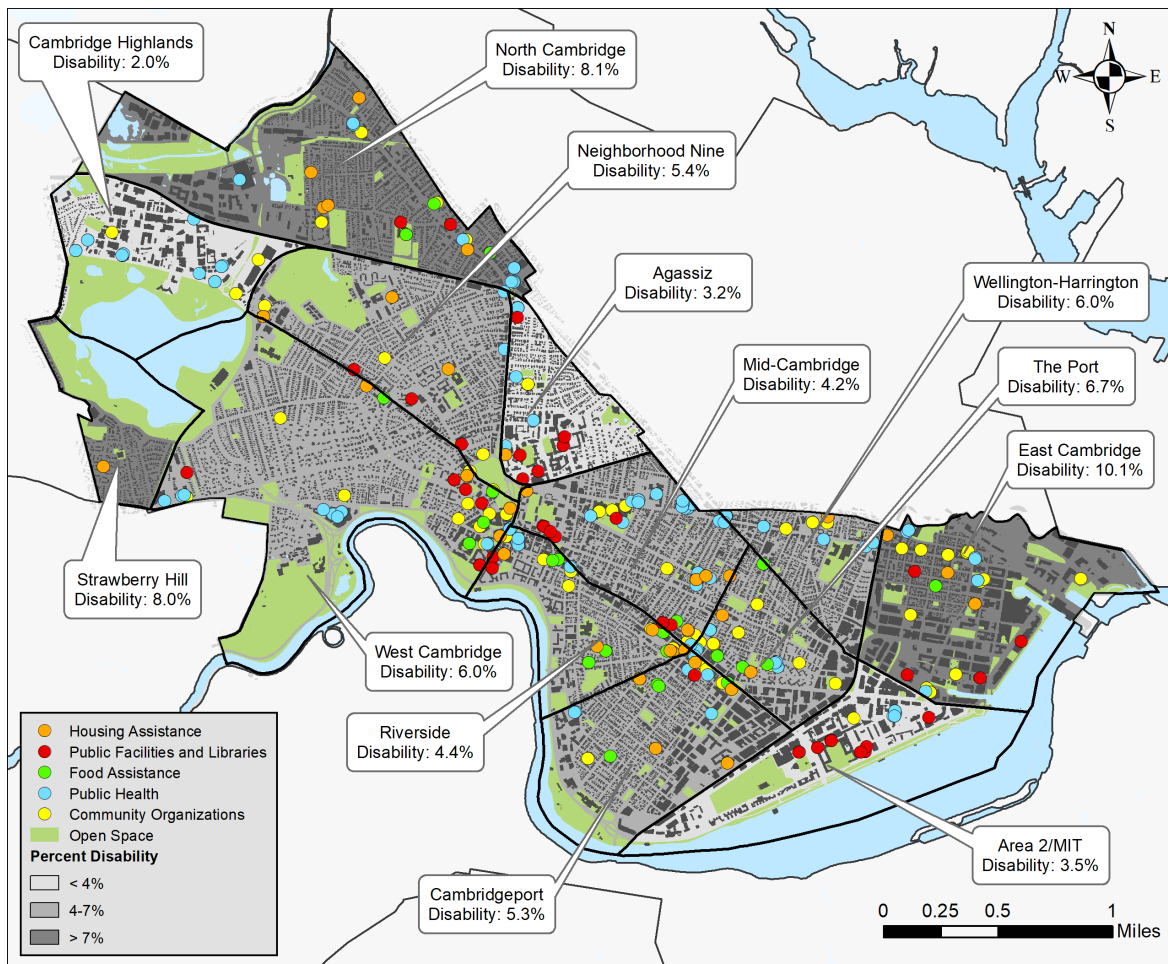 Cambridge Highlands
Disability: 2.0%
North Cambridge
Disability: 8.1%
N
W
E
S
Neighborhood Nine
Disability: 5.4%
Agassiz
Disability: 3.2%
Wellington-Harrington
Disability: 6.0%
Mid-Cambridge
Disability: 4.2%
The Port
Disability: 6.7%
East Cambridge
Disability: 10.1%
Strawberry Hill
Disability: 8.0%
West Cambridge
Disability: 6.0%
Riverside
Disability: 4.4%
Area 2/MIT
Disability: 3.5%
Cambridgeport
Disability: 5.3%
Housing Assistance
Public Facilities and Libraries
Food Assistance
Public Health
Community Organizations
Open Space
Percent Disability
< 4%
4-7%
> 7%
0 0.25 0.5 1
Miles